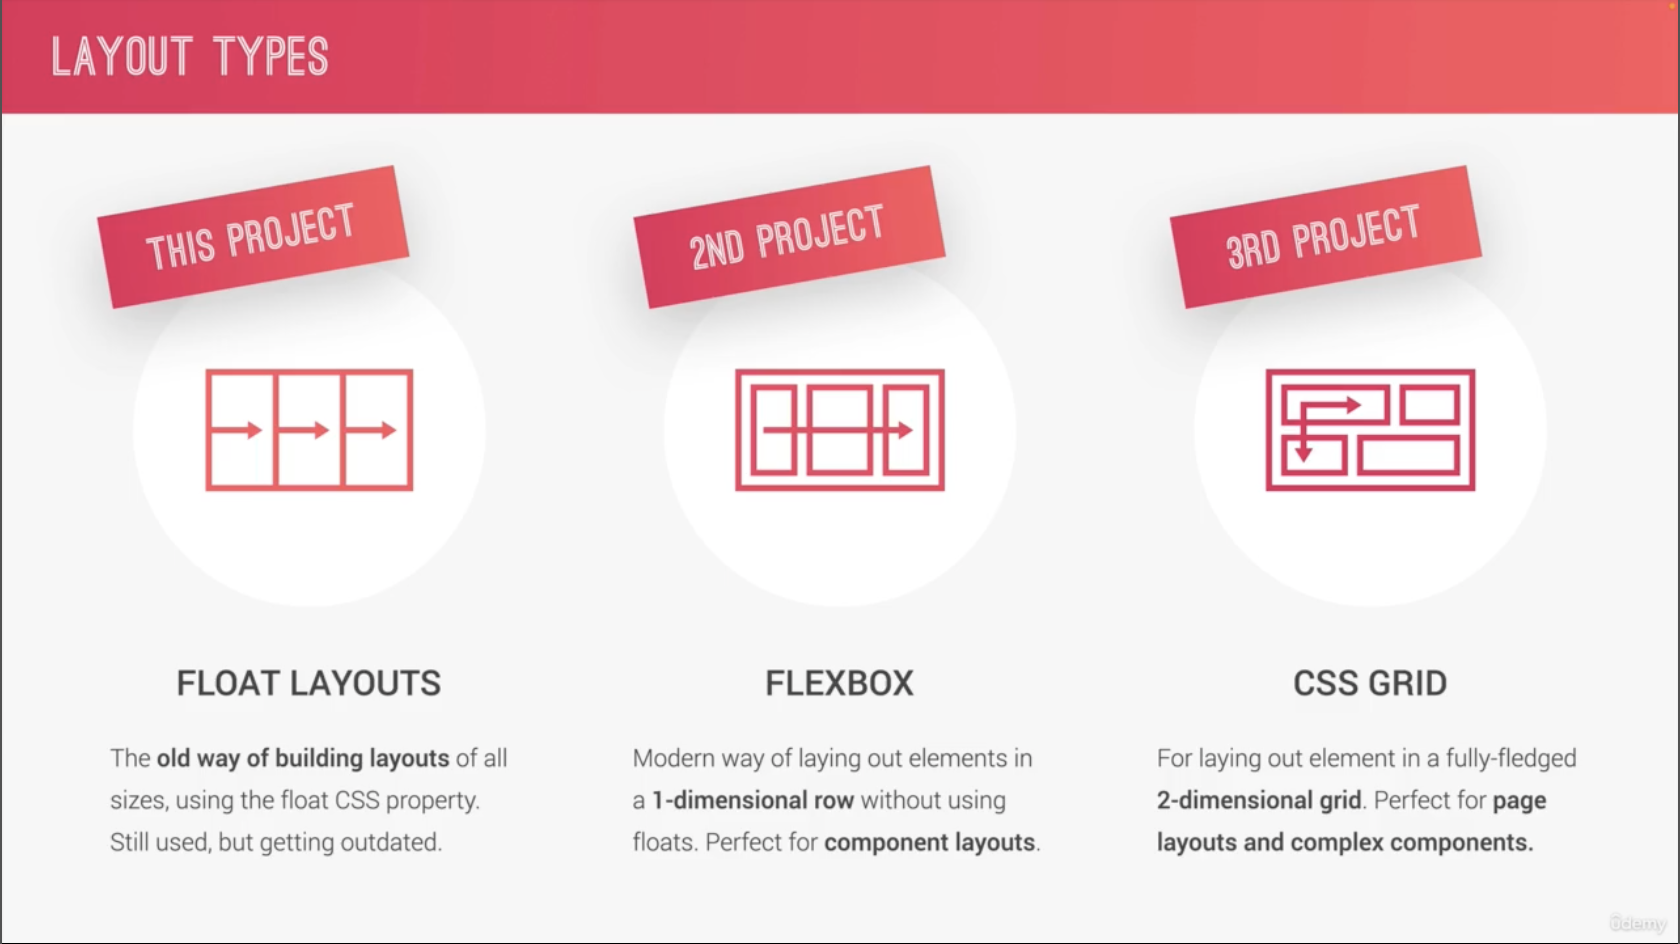 LAYOUT TYPES
THIS PROJECT
2ND PROJECT
3RD PROJECT
FLOAT LAYOUTS
The old way of building layouts of all
sizes, using the float CSS property.
Still used, but getting outdated.
FLEXBOX
Modern way of laying out elements in
a 1-dimensional row without using
floats. Perfect for component layouts.
CSS GRID
For laying out element in a fully-fledged
2-dimensional grid. Perfect for page
layouts and complex components.
ûdemy